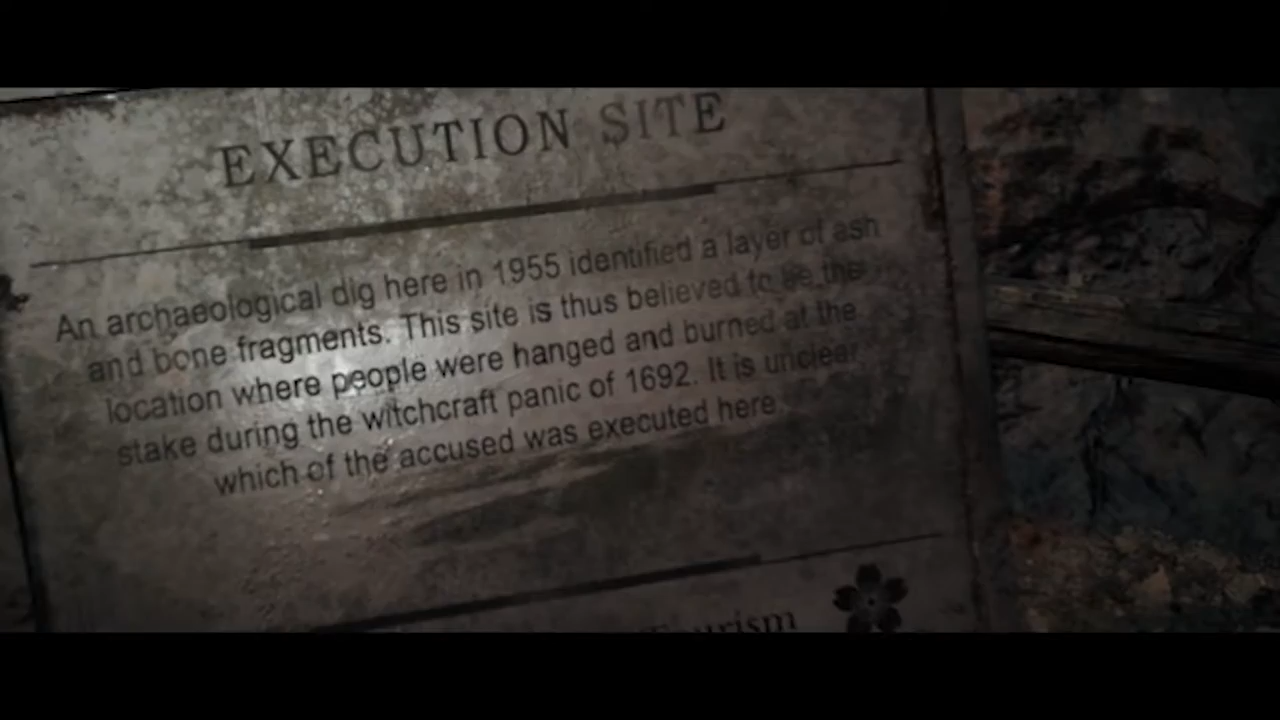 EXECUTION SITE
An archaeological dig here in 1955 identified a layer of ash
and bone fragments. This site is thus believed to be the
location where people were hanged and burned at the
stake during the witchcraft panic of 1692. It is unclear
which of the accused was executed here
Tourism